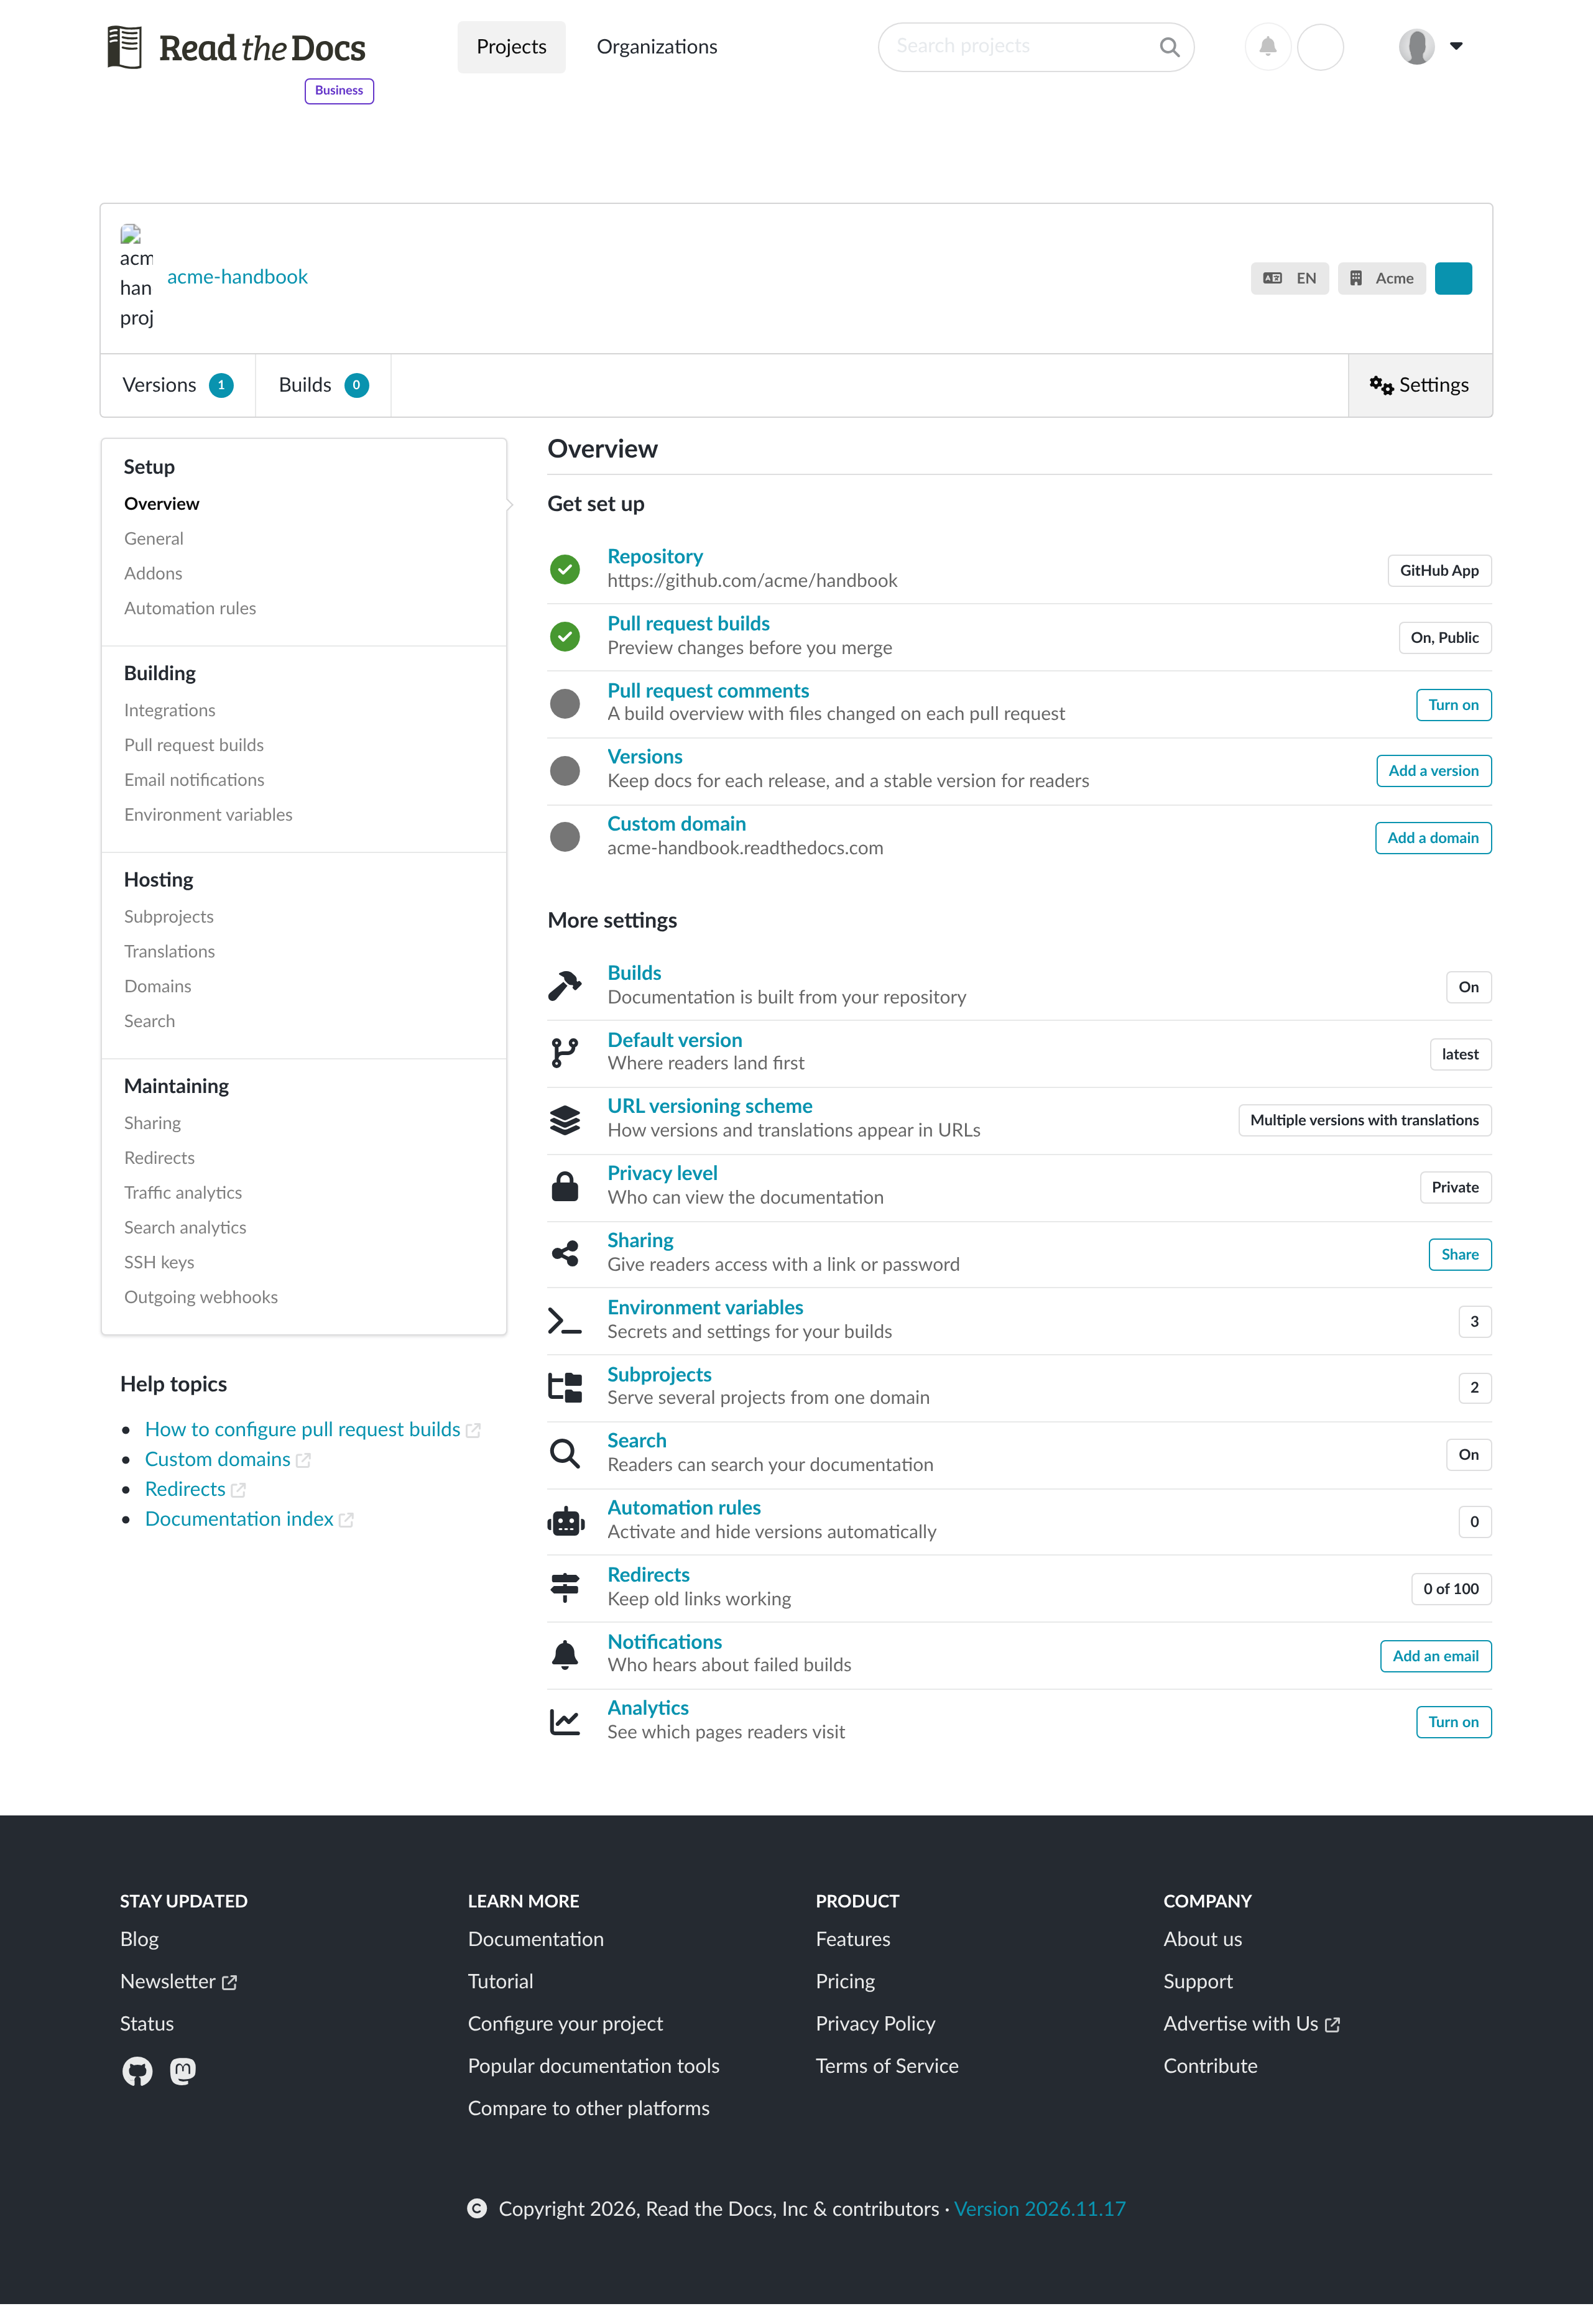 Read the Docs
Business
Projects
Organizations
Search projects
acm
han
proj
acme-handbook
EN
Acme
Versions 1
Builds 0
Settings
Setup
Overview
General
Addons
Automation rules
Building
Integrations
Pull request builds
Email notifications
Environment variables
Hosting
Subprojects
Translations
Domains
Search
Maintaining
Sharing
Redirects
Traffic analytics
Search analytics
SSH keys
Outgoing webhooks
Help topics
How to configure pull request builds
Custom domains
Redirects
Documentation index
Overview
Get set up
Repository
https://github.com/acme/handbook
GitHub App
Pull request builds
Preview changes before you merge
On, Public
Pull request comments
A build overview with files changed on each pull request
Turn on
Versions
Keep docs for each release, and a stable version for readers
Add a version
Custom domain
acme-handbook.readthedocs.com
Add a domain
More settings
Builds
Documentation is built from your repository
On
Default version
Where readers land first
latest
URL versioning scheme
How versions and translations appear in URLs
Multiple versions with translations
Privacy level
Who can view the documentation
Private
Sharing
Give readers access with a link or password
Share
Environment variables
Secrets and settings for your builds
3
Subprojects
Serve several projects from one domain
2
Search
Readers can search your documentation
On
Automation rules
Activate and hide versions automatically
0
Redirects
Keep old links working
0 of 100
Notifications
Who hears about failed builds
Add an email
Analytics
See which pages readers visit
Turn on
STAY UPDATED
Blog
Newsletter
Status
LEARN MORE
Documentation
Tutorial
Configure your project
Popular documentation tools
Compare to other platforms
PRODUCT
Features
Pricing
Privacy Policy
Terms of Service
COMPANY
About us
Support
Advertise with Us
Contribute
Copyright 2026, Read the Docs, Inc & contributors · Version 2026.11.17